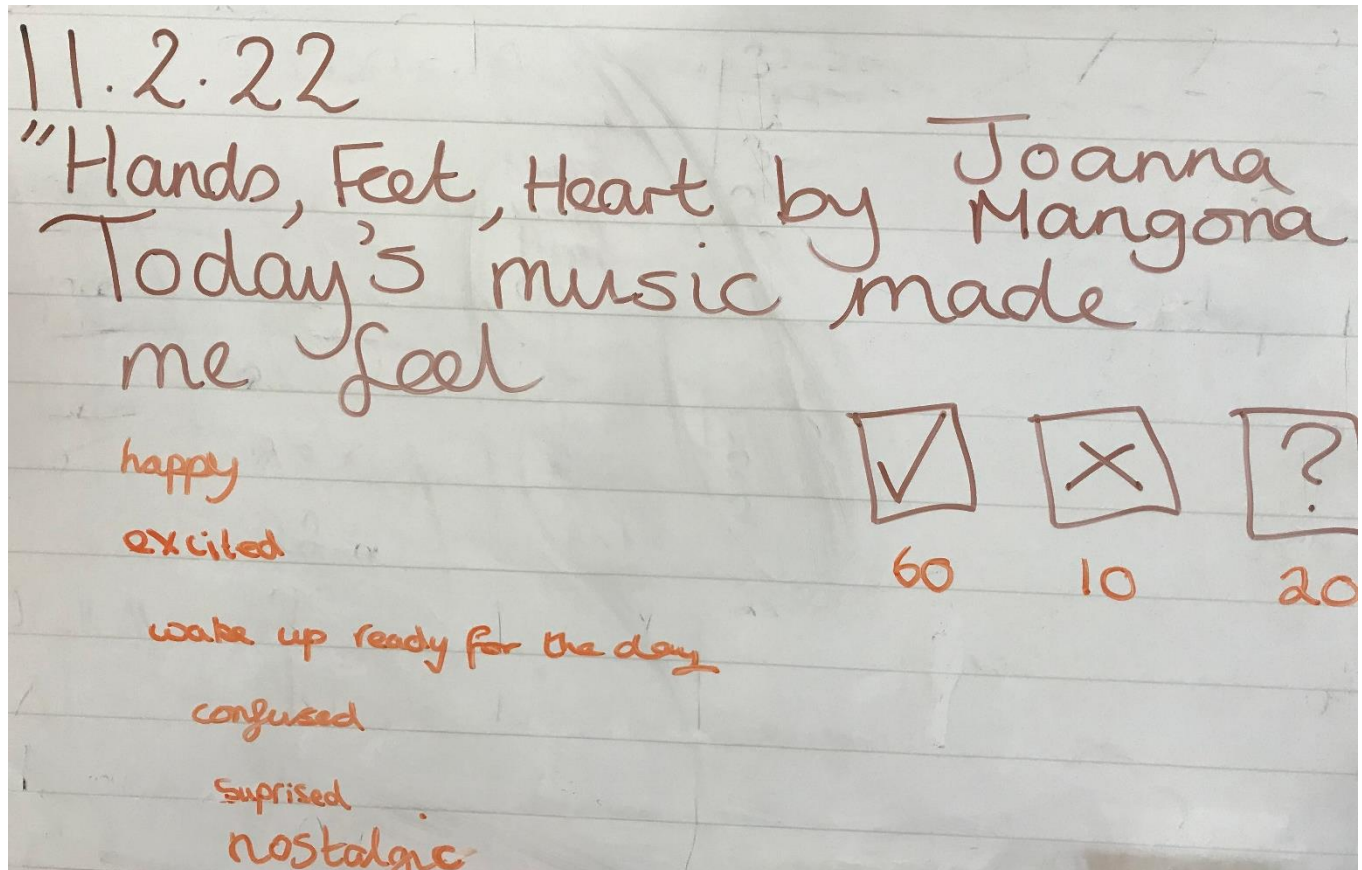 11.2.22
"Hands, Feet, Heart by Joanna
Mangona
Today's music made
me feel
happy
excited
wake up ready for the day
confused
suprised
nostalgic
✓ × ?
60 10 20